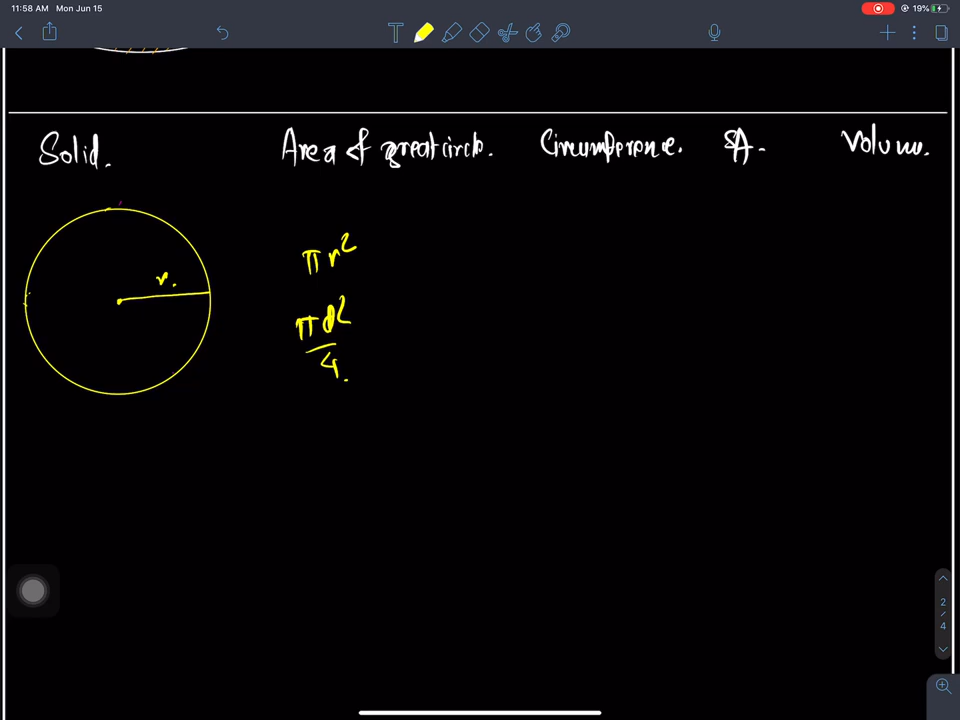 11:58 AM Mon Jun 15
19%
T
Solid. Area of great circle. Circumference. SA. Volume.
r.
πr²
πd²
4.
2
/
4